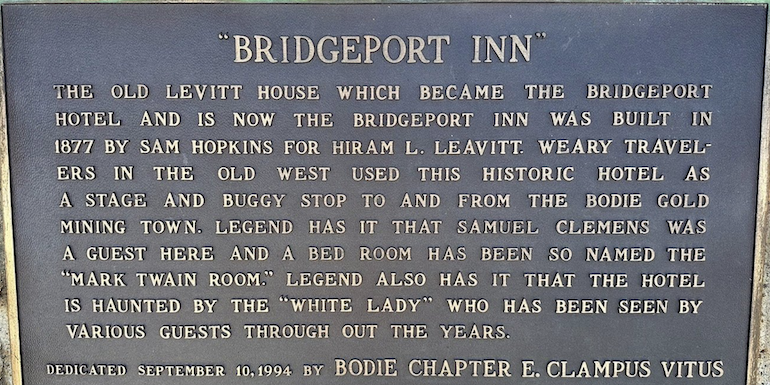 "BRIDGEPORT INN"
THE OLD LEVITT HOUSE WHICH BECAME THE BRIDGEPORT
HOTEL AND IS NOW THE BRIDGEPORT INN WAS BUILT IN
1877 BY SAM HOPKINS FOR HIRAM L. LEAVITT. WEARY TRAVEL-
ERS IN THE OLD WEST USED THIS HISTORIC HOTEL AS
A STAGE AND BUGGY STOP TO AND FROM THE BODIE GOLD
MINING TOWN. LEGEND HAS IT THAT SAMUEL CLEMENS WAS
A GUEST HERE AND A BED ROOM HAS BEEN SO NAMED THE
"MARK TWAIN ROOM." LEGEND ALSO HAS IT THAT THE HOTEL
IS HAUNTED BY THE "WHITE LADY" WHO HAS BEEN SEEN BY
VARIOUS GUESTS THROUGH OUT THE YEARS.
DEDICATED SEPTEMBER 10, 1994 BY BODIE CHAPTER E. CLAMPUS VITUS